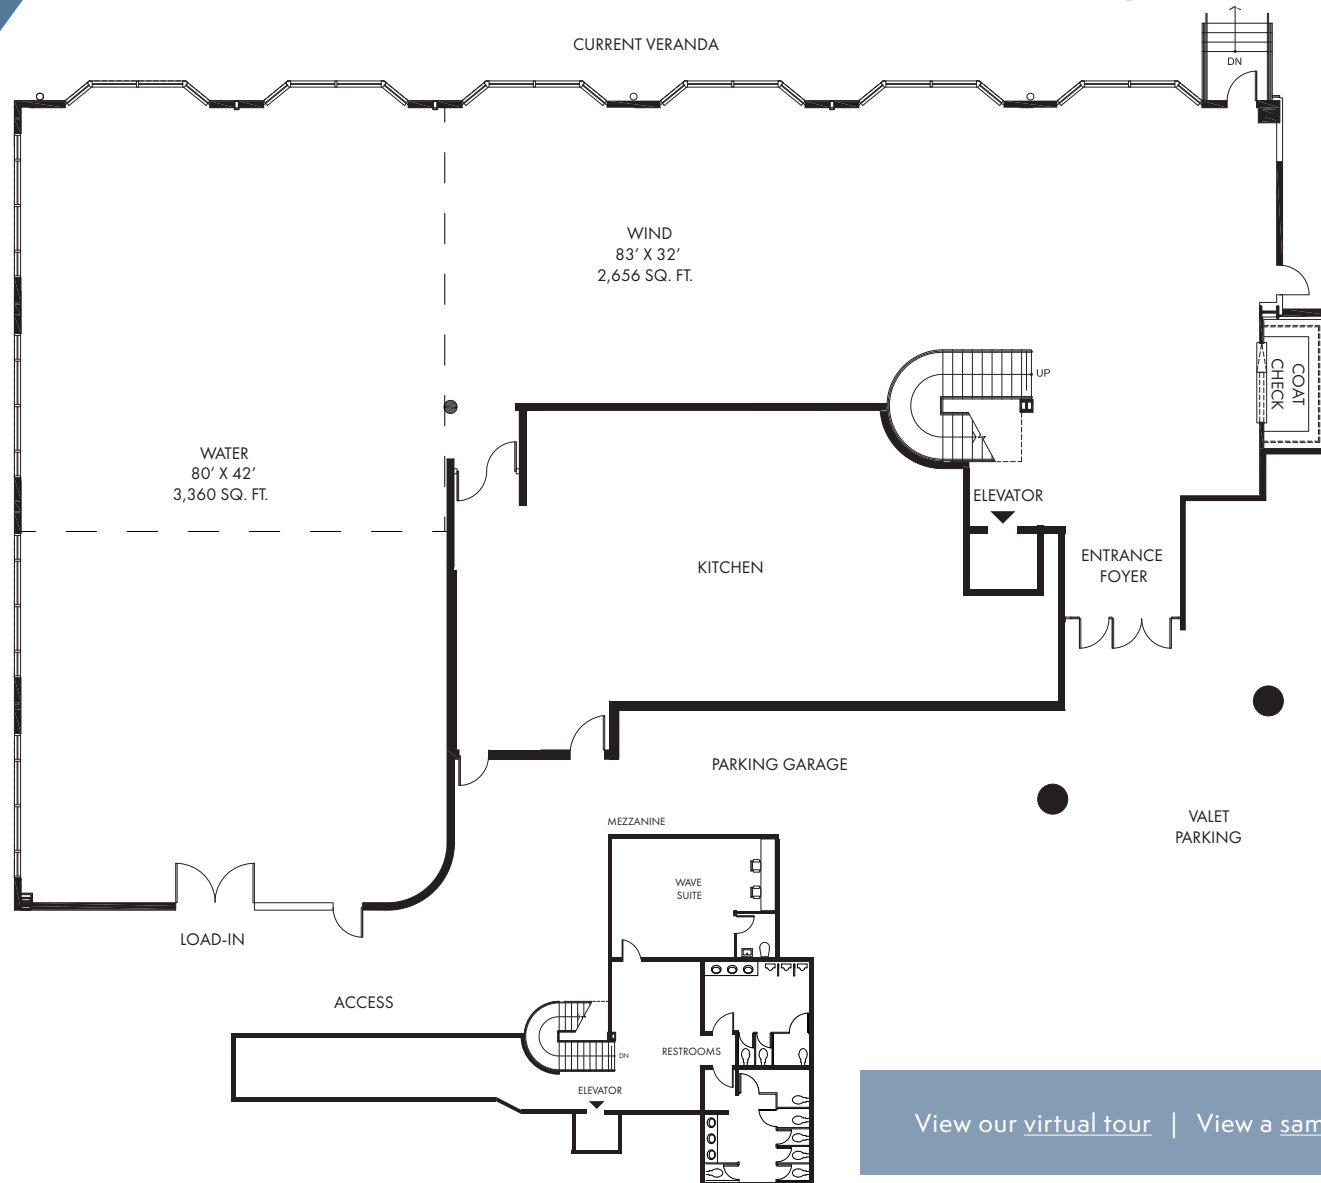 CURRENT VERANDA
DN
WIND
83’ X 32’
2,656 SQ. FT.
UP
COAT
CHECK
WATER
80’ X 42’
3,360 SQ. FT.
ELEVATOR
ENTRANCE
FOYER
KITCHEN
PARKING GARAGE
VALET
PARKING
MEZZANINE
WAVE
SUITE
LOAD-IN
ACCESS
RESTROOMS
DN
ELEVATOR
View our virtual tour | View a